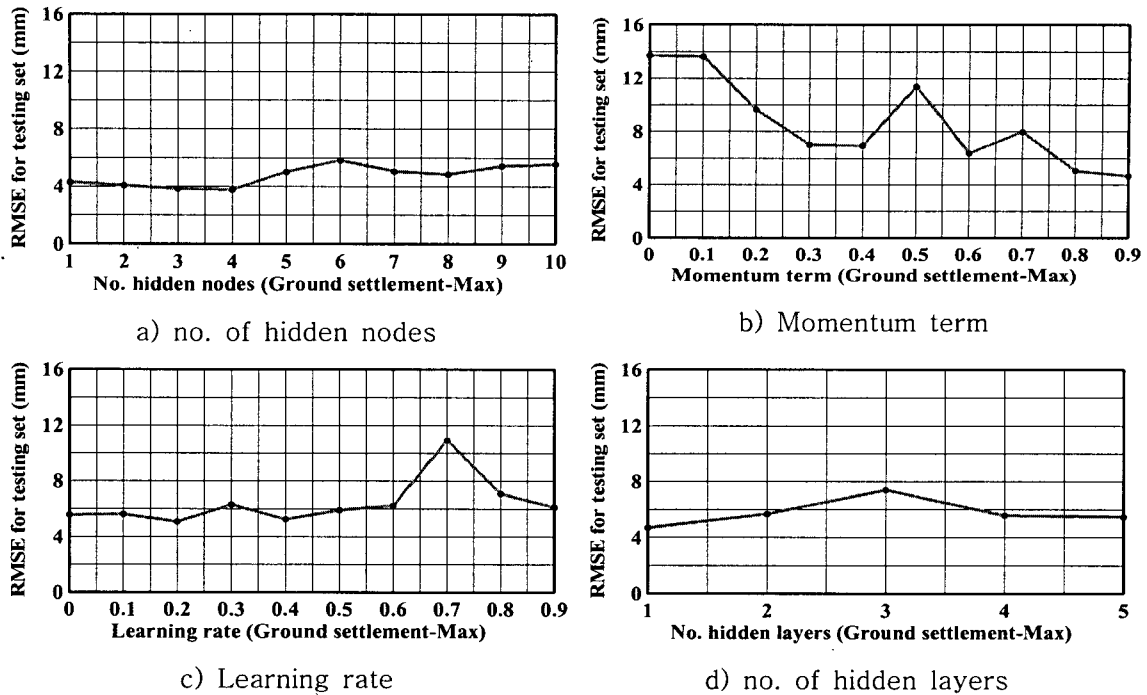 RMSE for testing set (mm)
16
12
8
4
0
1 2 3 4 5 6 7 8 9 10
No. hidden nodes (Ground settlement-Max)
a) no. of hidden nodes
RMSE for testing set (mm)
16
12
8
4
0
0 0.1 0.2 0.3 0.4 0.5 0.6 0.7 0.8 0.9
Momentum term (Ground settlement-Max)
b) Momentum term
RMSE for testing set (mm)
16
12
8
4
0
0 0.1 0.2 0.3 0.4 0.5 0.6 0.7 0.8 0.9
Learning rate (Ground settlement-Max)
c) Learning rate
RMSE for testing set (mm)
16
12
8
4
0
1 2 3 4 5
No. hidden layers (Ground settlement-Max)
d) no. of hidden layers